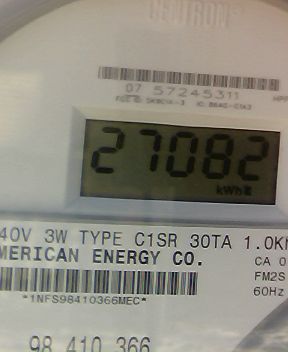 CENTRON
07 57245311
27082
kWh
40V 3W TYPE C1SR 30TA 1.0K
MERICAN ENERGY CO.
CA 0
FM2S
60Hz
*1NFS98410366MEC*
98 410 366